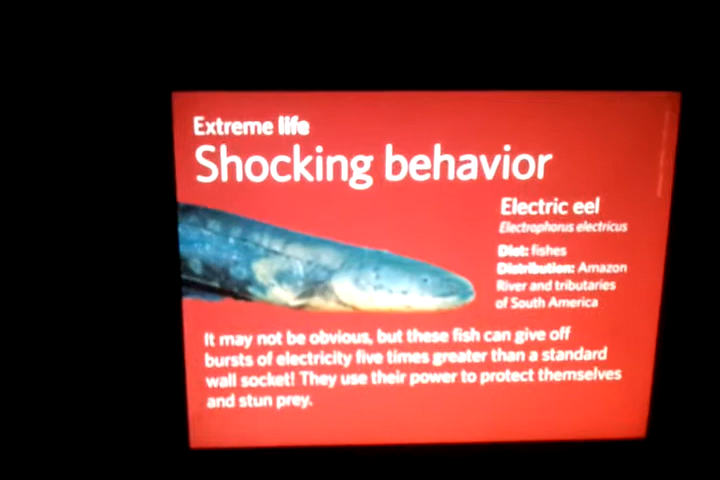 Extreme life
Shocking behavior
Electric eel
Electrophorus electricus
Diet: fishes
Distribution: Amazon
River and tributaries
of South America
It may not be obvious, but these fish can give off
bursts of electricity five times greater than a standard
wall socket! They use their power to protect themselves
and stun prey.